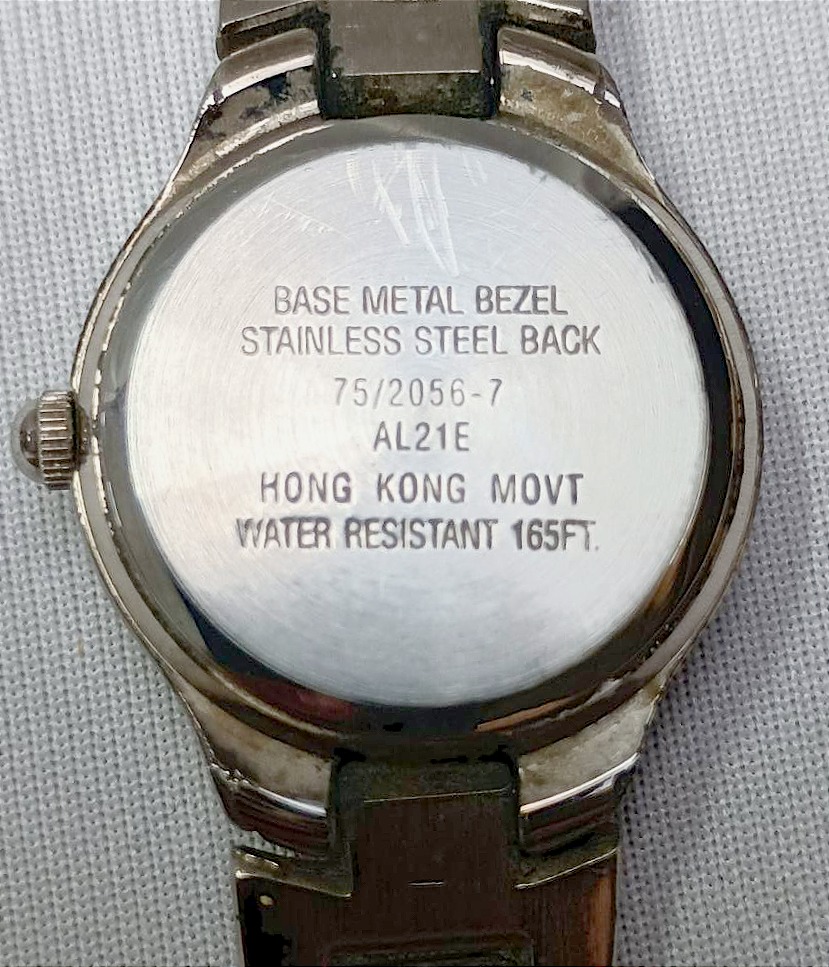 BASE METAL BEZEL
STAINLESS STEEL BACK
75/2056-7
AL21E
HONG KONG MOVT
WATER RESISTANT 165FT.